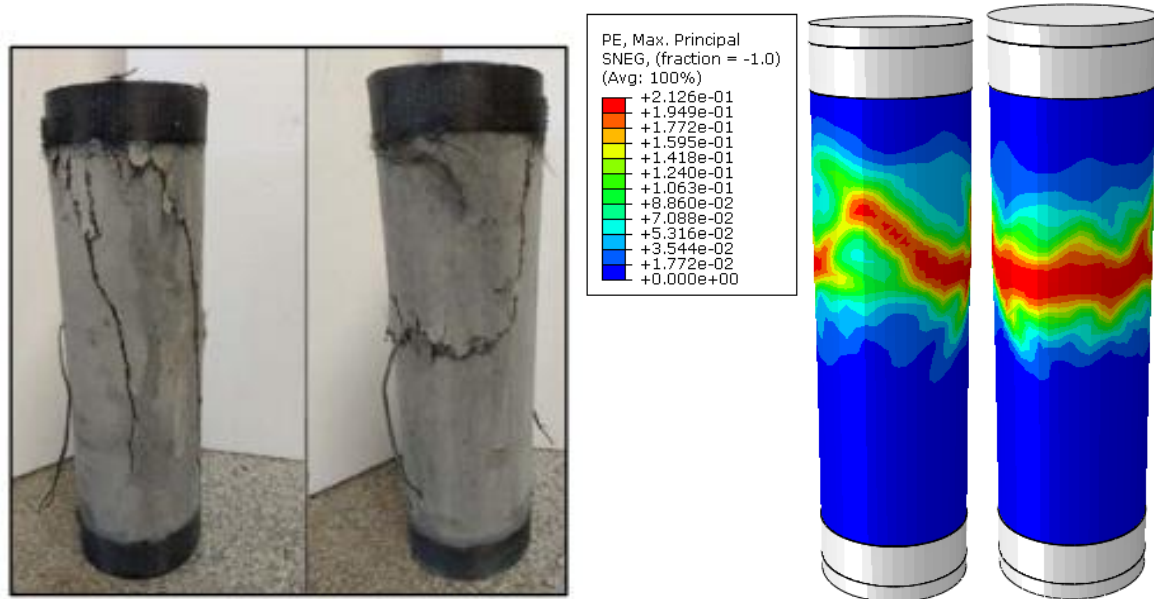 PE, Max. Principal
SNEG, (fraction = -1.0)
(Avg: 100%)
+2.126e-01
+1.949e-01
+1.772e-01
+1.595e-01
+1.418e-01
+1.240e-01
+1.063e-01
+8.860e-02
+7.088e-02
+5.316e-02
+3.544e-02
+1.772e-02
+0.000e+00